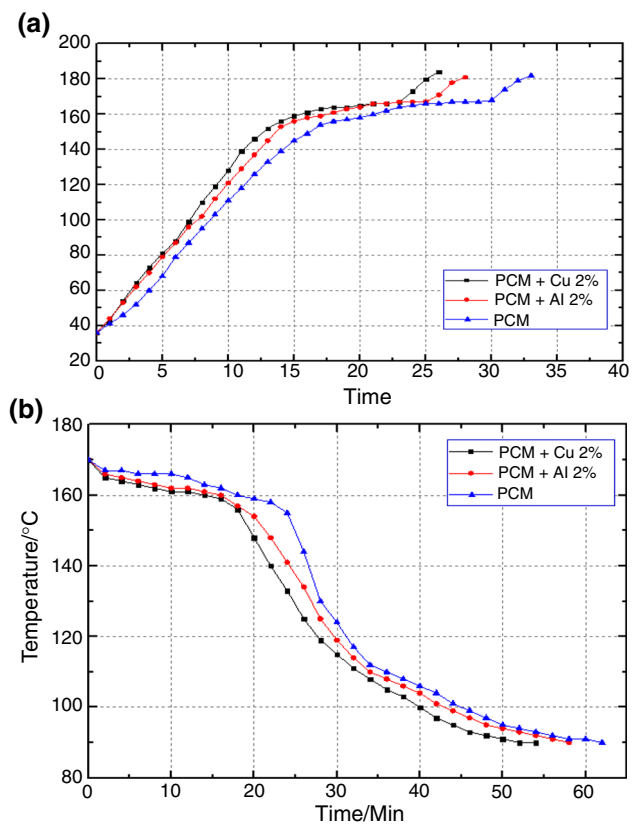 (a)
200
180
160
140
120
100
80
60
40
20
PCM + Cu 2%
PCM + Al 2%
PCM
0 5 10 15 20 25 30 35 40
Time
(b)
180
160
140
120
100
80
Temperature/°C
PCM + Cu 2%
PCM + Al 2%
PCM
0 10 20 30 40 50 60
Time/Min